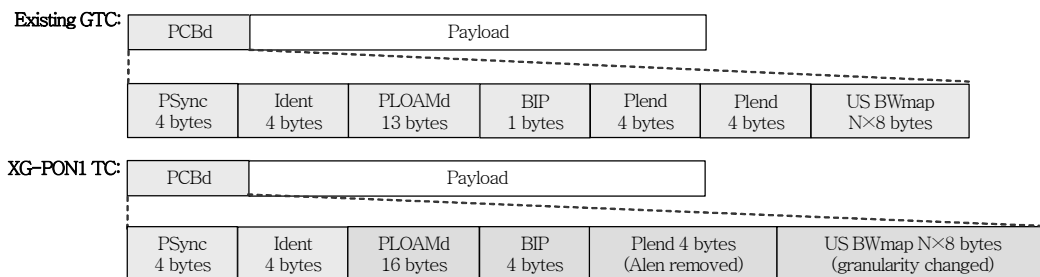 Existing GTC:
PCBd
Payload
PSync
4 bytes
Ident
4 bytes
PLOAMd
13 bytes
BIP
1 byte
Plend
4 bytes
Plend
4 bytes
US BWmap
N×8 bytes
XG-PON1 TC:
PCBd
Payload
PSync
4 bytes
Ident
4 bytes
PLOAMd
16 bytes
BIP
4 bytes
Plend 4 bytes
(Alen removed)
US BWmap N×8 bytes
(granularity changed)